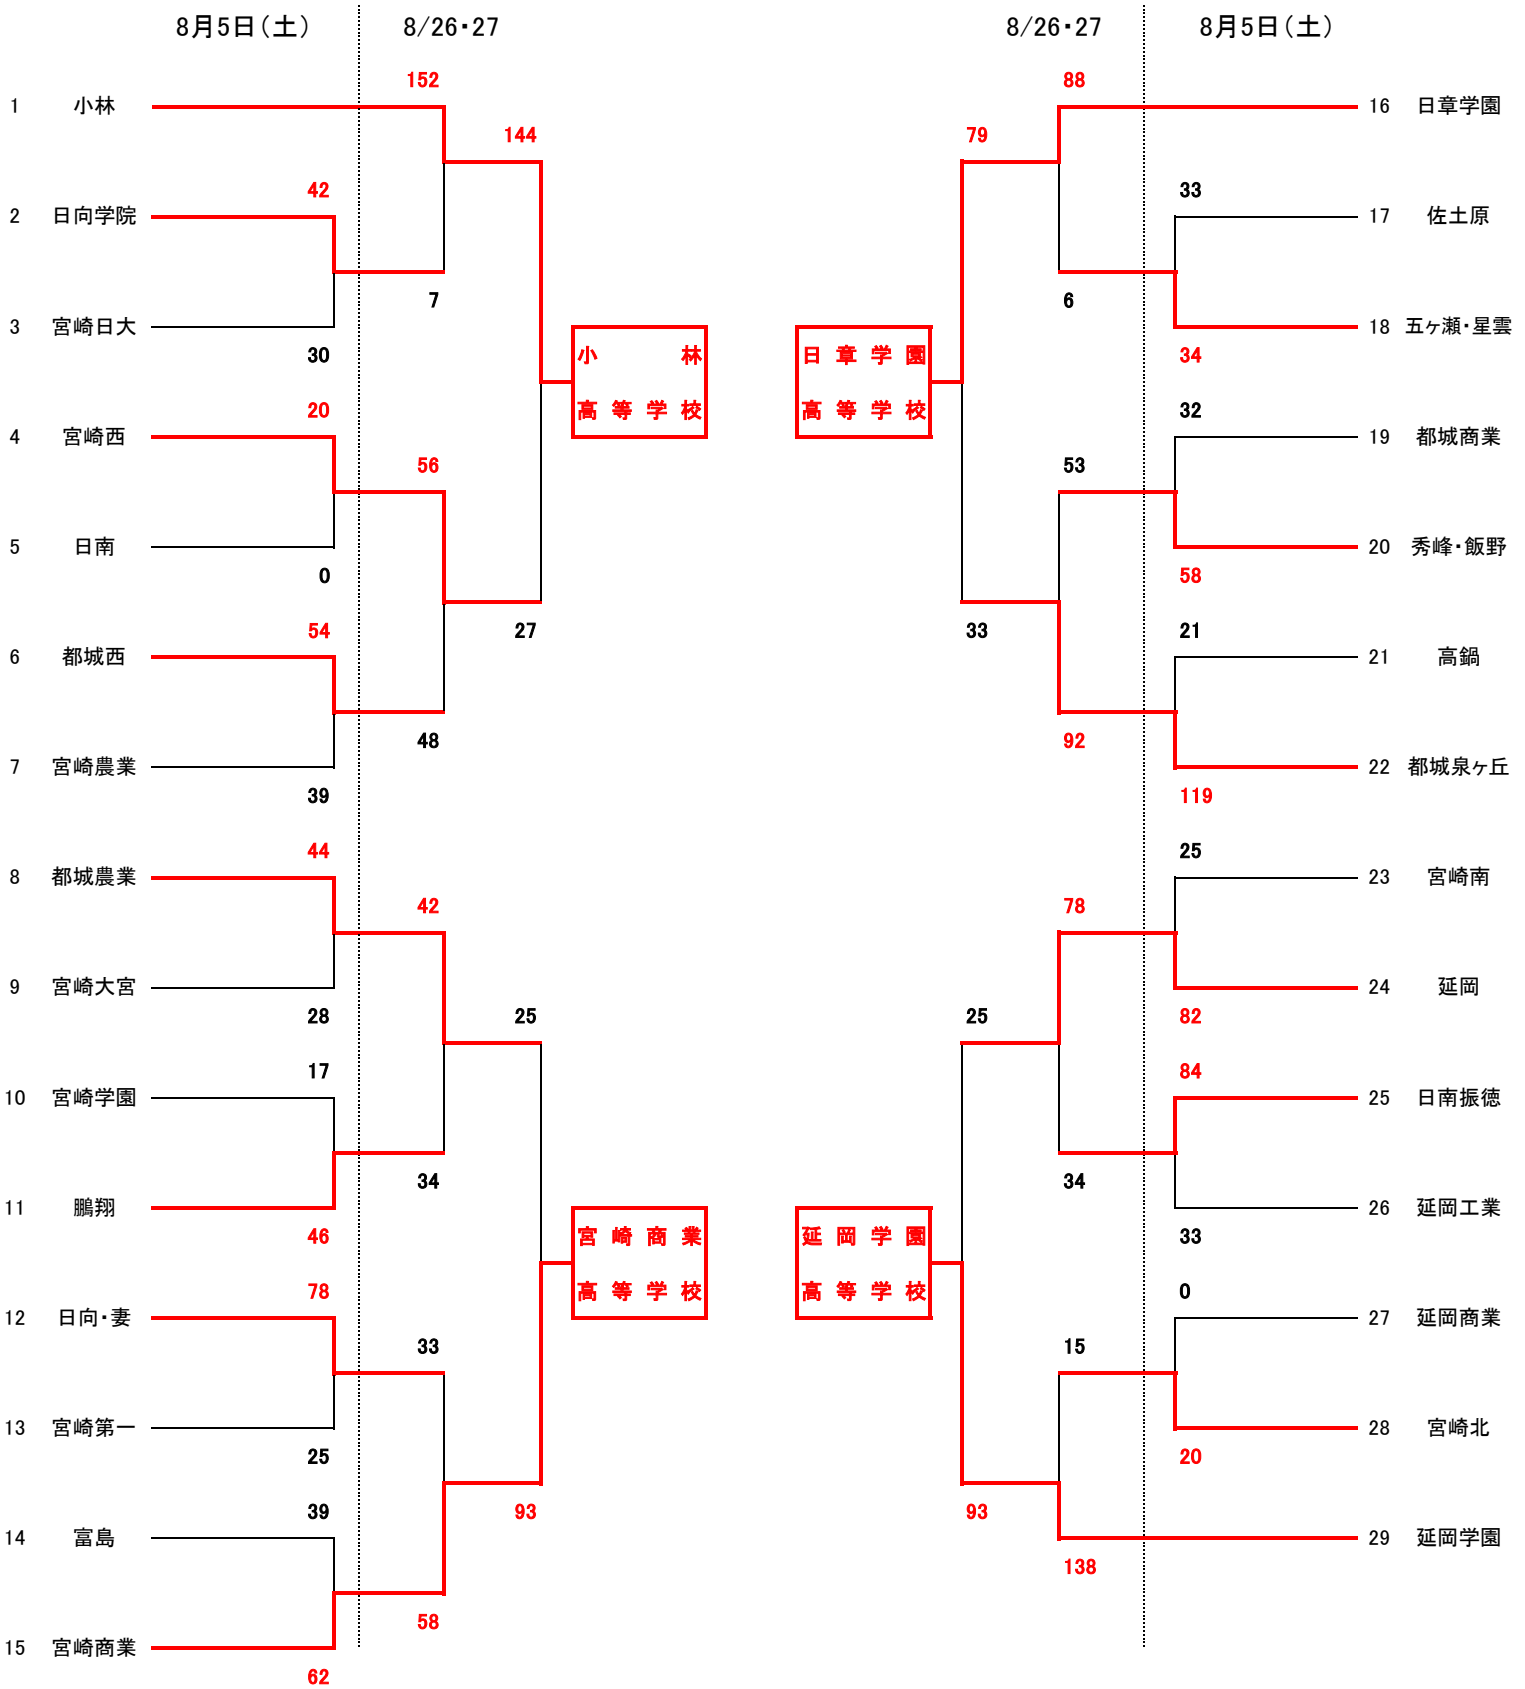 8月5日(土) 8/26・27 8/26・27 8月5日(土)
152 88
1 小林 16 日章学園
144 79
42 33
2 日向学院 17 佐土原
7 6
3 宮崎日大 18 五ヶ瀬・星雲
30 小林 日章学園 34
20 高等学校 高等学校 32
4 宮崎西 19 都城商業
56 53
5 日南 20 秀峰・飯野
0 58
54 27 33 21
6 都城西 21 高鍋
48 92
7 宮崎農業 22 都城泉ヶ丘
39 119
44 25
8 都城農業 23 宮崎南
42 78
9 宮崎大宮 24 延岡
28 25 25 82
17 84
10 宮崎学園 25 日南振徳
34 34
11 鵬翔 26 延岡工業
46 宮崎商業 延岡学園 33
78 高等学校 高等学校 0
12 日向・妻 27 延岡商業
33 15
13 宮崎第一 28 宮崎北
25 20
39 93 93
14 富島 29 延岡学園
138
58
15 宮崎商業
62